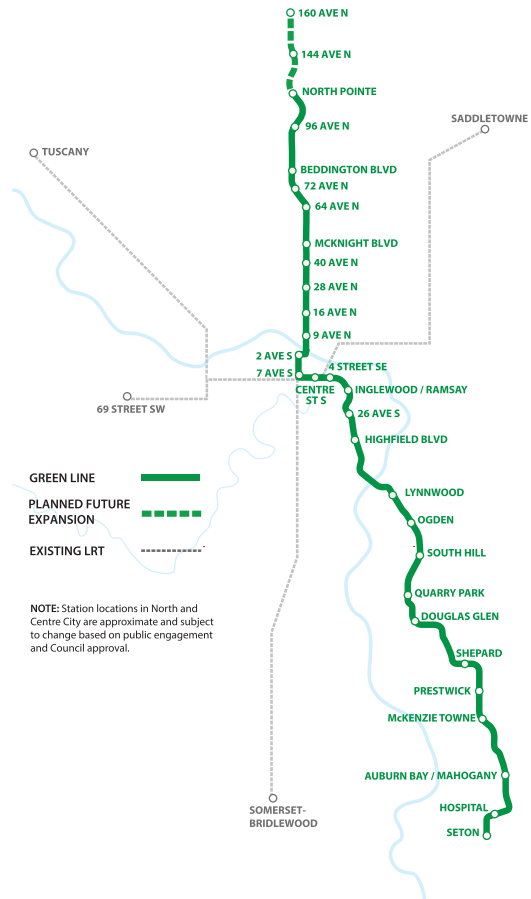 160 AVE N
144 AVE N
NORTH POINTE
SADDLETOWNE
96 AVE N
TUSCANY
BEDDINGTON BLVD
72 AVE N
64 AVE N
MCKNIGHT BLVD
40 AVE N
28 AVE N
16 AVE N
9 AVE N
2 AVE S
7 AVE S
4 STREET SE
CENTRE
ST S
INGLEWOOD / RAMSAY
69 STREET SW
26 AVE S
HIGHFIELD BLVD
GREEN LINE
LYNNWOOD
PLANNED FUTURE
EXPANSION
OGDEN
EXISTING LRT
SOUTH HILL
QUARRY PARK
NOTE: Station locations in North and
Centre City are approximate and subject
to change based on public engagement
and Council approval.
DOUGLAS GLEN
SHEPARD
PRESTWICK
McKENZIE TOWNE
AUBURN BAY / MAHOGANY
HOSPITAL
SOMERSET-
BRIDLEWOOD
SETON